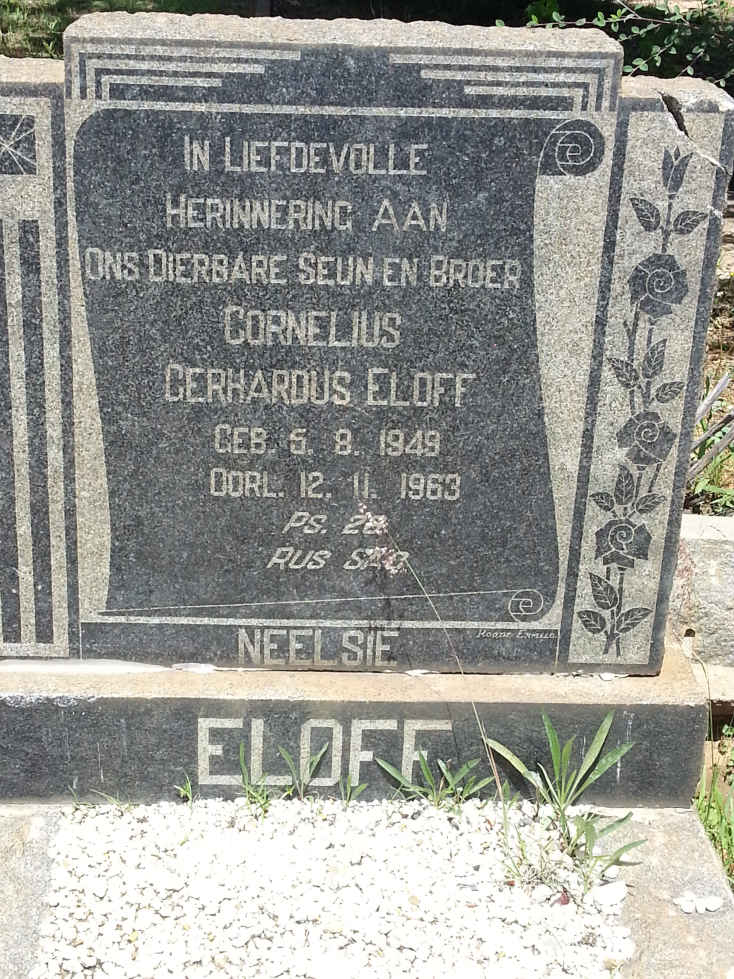 IN LIEFDEVOLLE
HERINNERING AAN
ONS DIERBARE SEUN EN BROER
CORNELIUS
GERHARDUS ELOFF
GEB. 5. 8. 1949
OORL. 12. 11. 1963
PS. 23
RUS SAG
NEELSIE
ELOFF